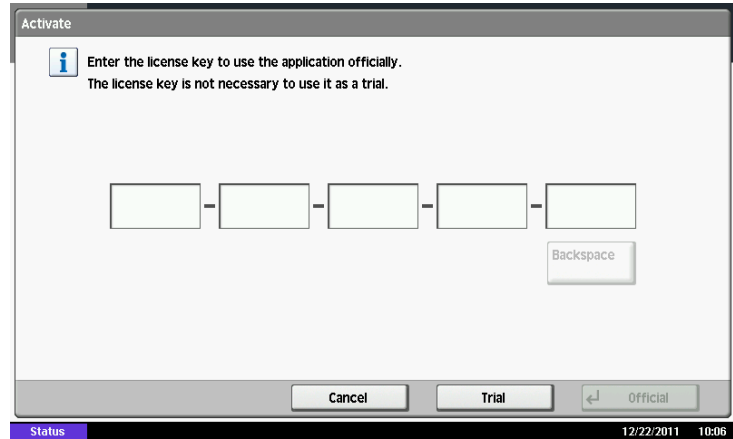 Activate
Enter the license key to use the application officially.
The license key is not necessary to use it as a trial.
Backspace
Cancel Trial Official
Status 12/22/2011 10:06